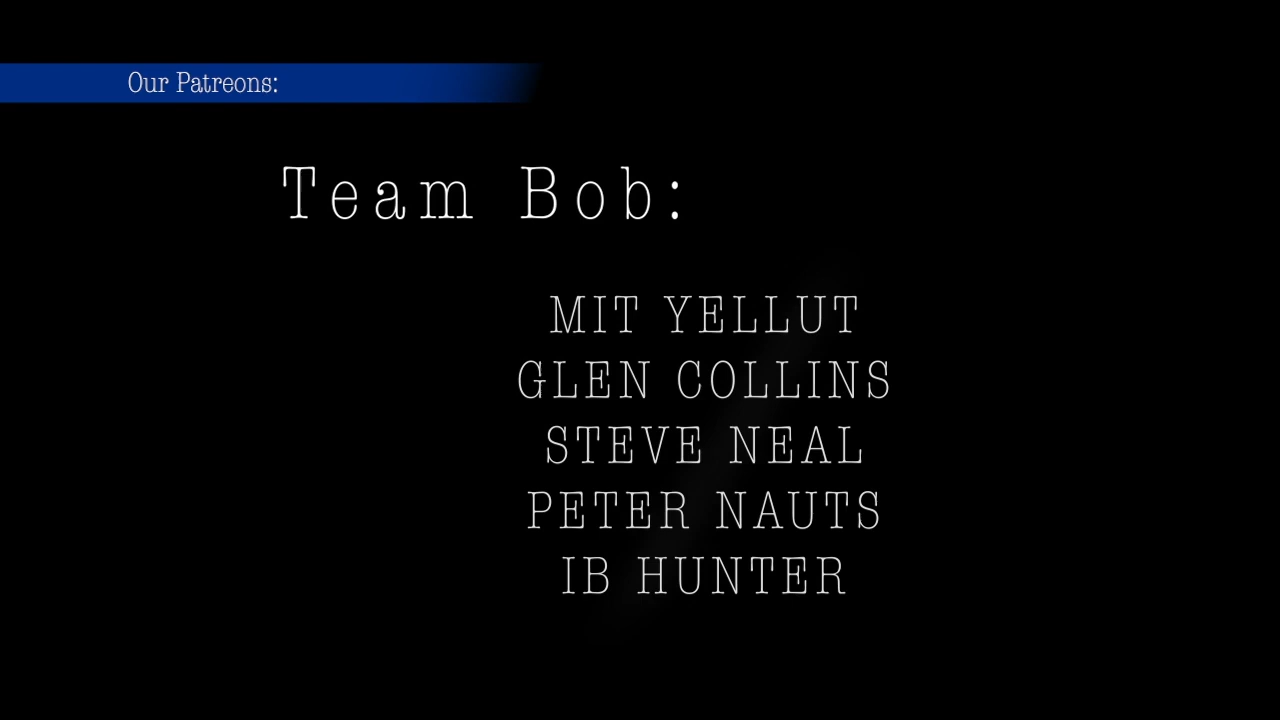 Our Patreons:
Team Bob:
MIT YELLUT
GLEN COLLINS
STEVE NEAL
PETER NAUTS
IB HUNTER